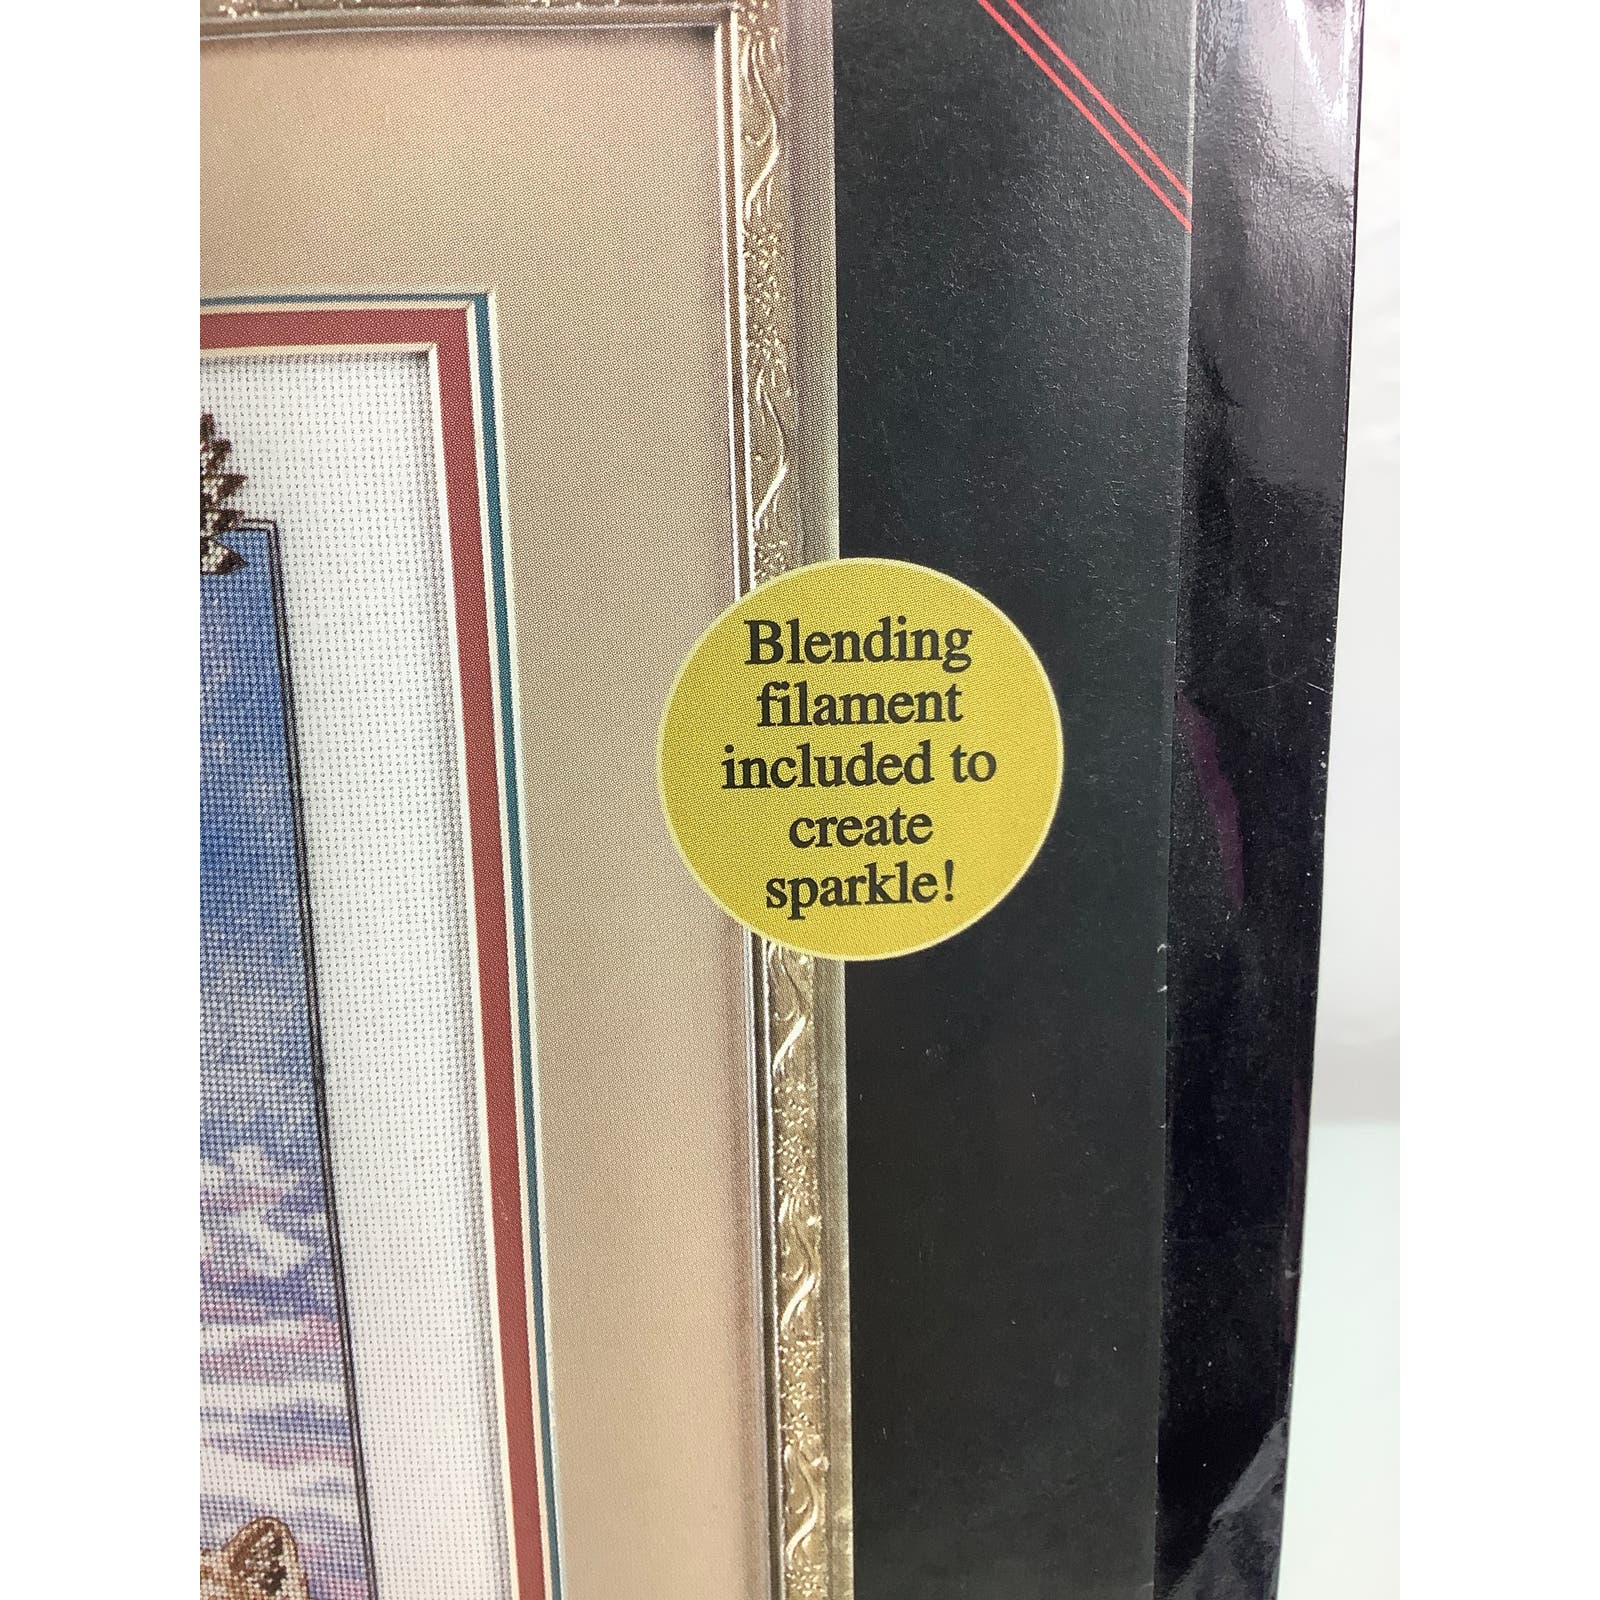 Blending
filament
included to
create
sparkle!